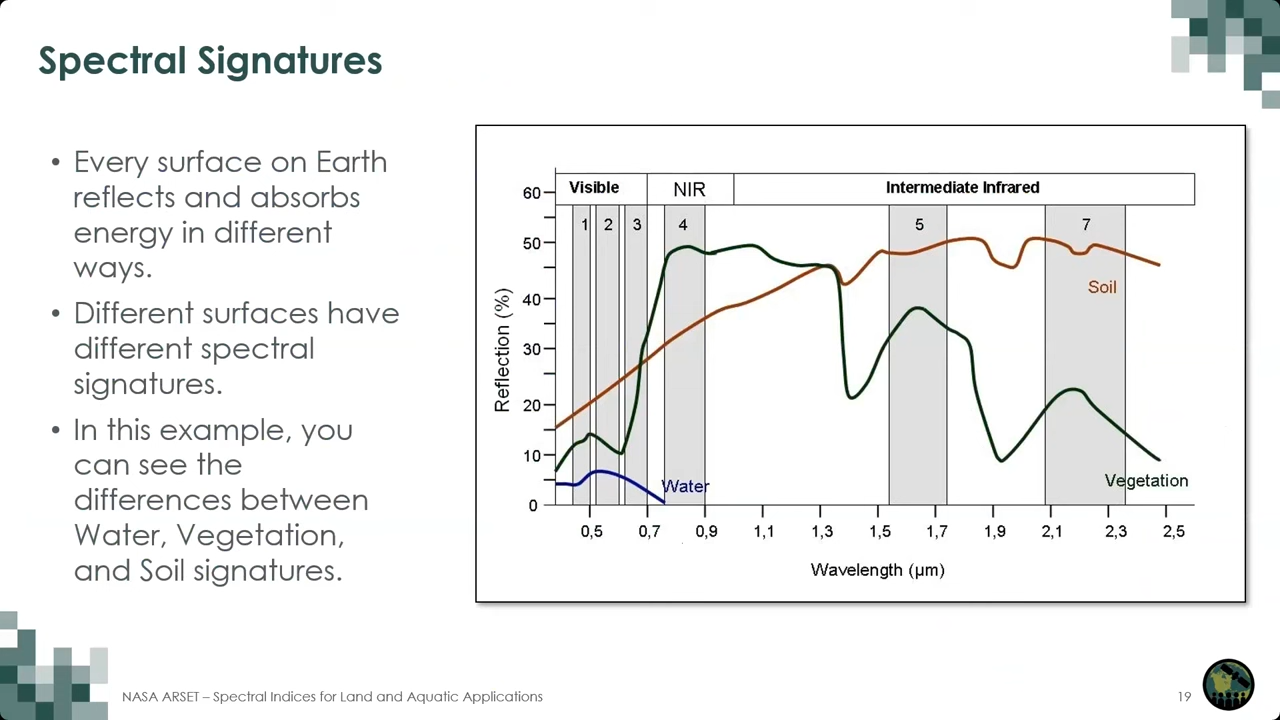 Spectral Signatures
• Every surface on Earth
reflects and absorbs
energy in different
ways.
• Different surfaces have
different spectral
signatures.
• In this example, you
can see the
differences between
Water, Vegetation,
and Soil signatures.
Visible NIR Intermediate Infrared
1 2 3 4 5 7
Reflection (%)
60
50
40
30
20
10
0
Soil
Water
Vegetation
0,5 0,7 0,9 1,1 1,3 1,5 1,7 1,9 2,1 2,3 2,5
Wavelength (µm)
NASA ARSET – Spectral Indices for Land and Aquatic Applications
19